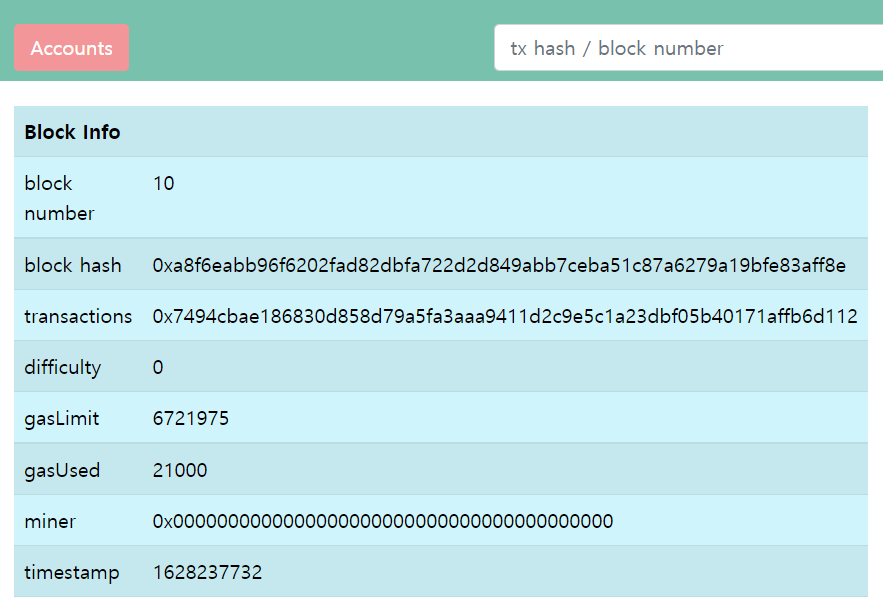 Accounts
tx hash / block number
Block Info
block number 10
block hash 0xa8f6eabb96f6202fad82dbfa722d2d849abb7ceba51c87a6279a19bfe83aff8e
transactions 0x7494cbae186830d858d79a5fa3aaa9411d2c9e5c1a23dbf05b40171affb6d112
difficulty 0
gasLimit 6721975
gasUsed 21000
miner 0x0000000000000000000000000000000000000000
timestamp 1628237732